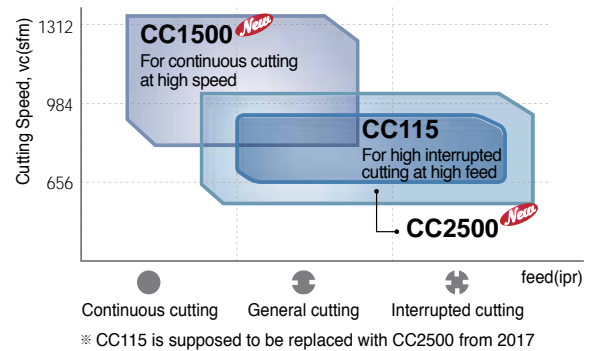 Cutting Speed, vc(sfm)
1312
984
656
CC1500 New
For continuous cutting
at high speed
CC115
For high interrupted
cutting at high feed
CC2500 New
feed(ipr)
Continuous cutting
General cutting
Interrupted cutting
※ CC115 is supposed to be replaced with CC2500 from 2017